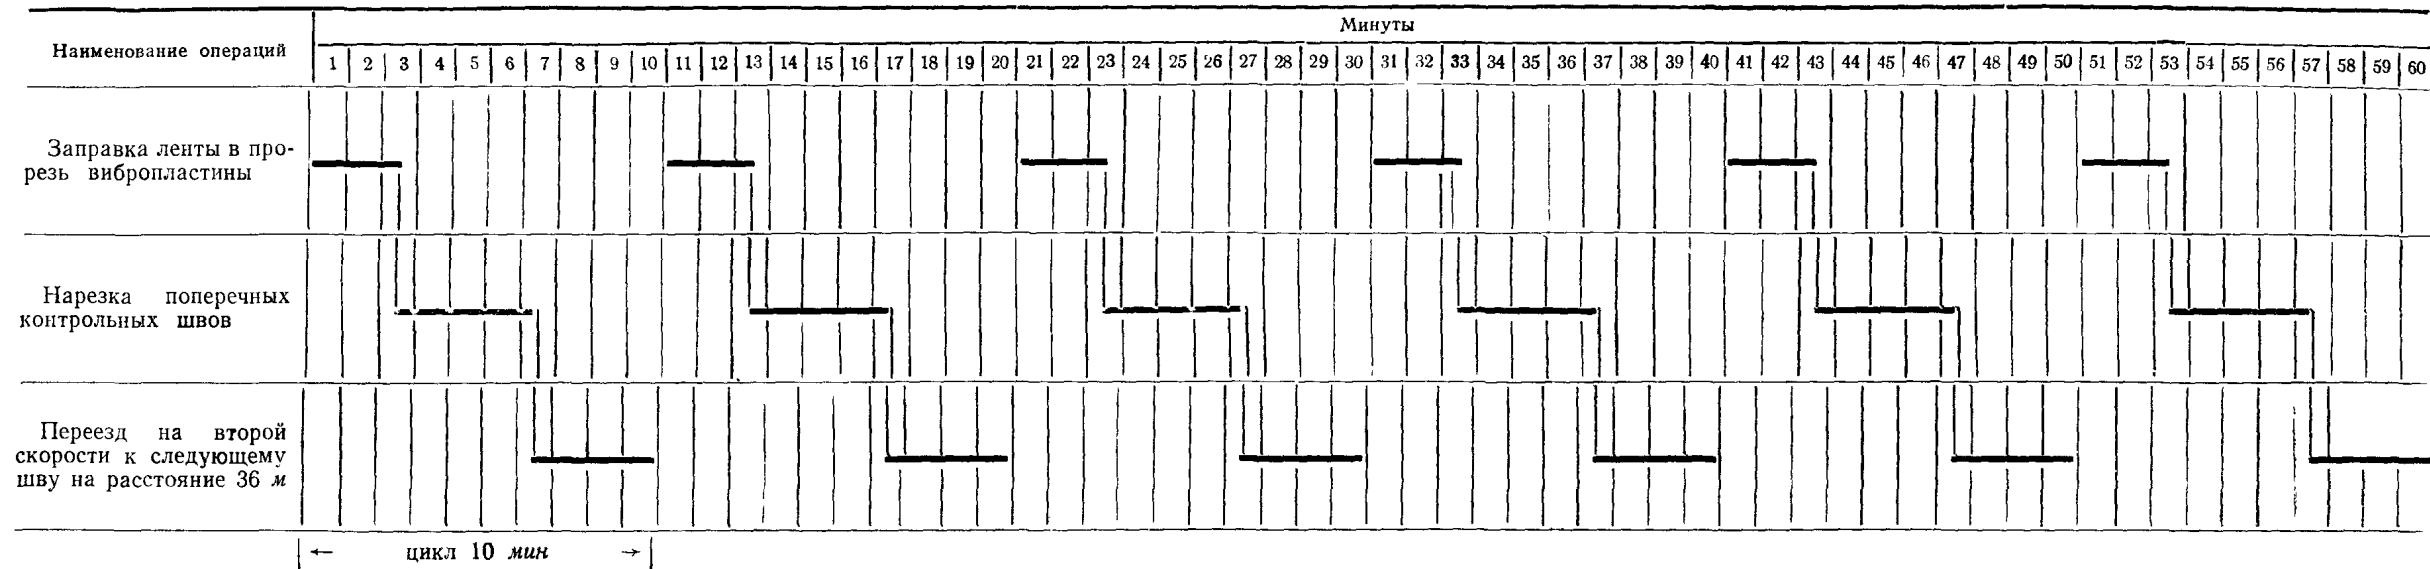 Минуты
Наименование операций
1 2 3 4 5 6 7 8 9 10 11 12 13 14 15 16 17 18 19 20 21 22 23 24 25 26 27 28 29 30 31 32 33 34 35 36 37 38 39 40 41 42 43 44 45 46 47 48 49 50 51 52 53 54 55 56 57 58 59 60
Заправка ленты в про-
резь вибропластины
Нарезка поперечных
контрольных швов
Переезд на второй
скорости к следующему
шву на расстояние 36 м
← цикл 10 мин →